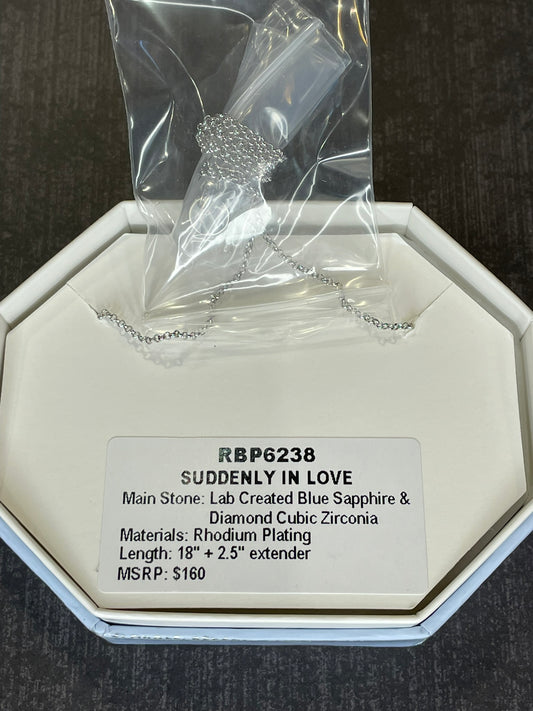 RBP6238
SUDDENLY IN LOVE
Main Stone: Lab Created Blue Sapphire &
Diamond Cubic Zirconia
Materials: Rhodium Plating
Length: 18" + 2.5" extender
MSRP: $160